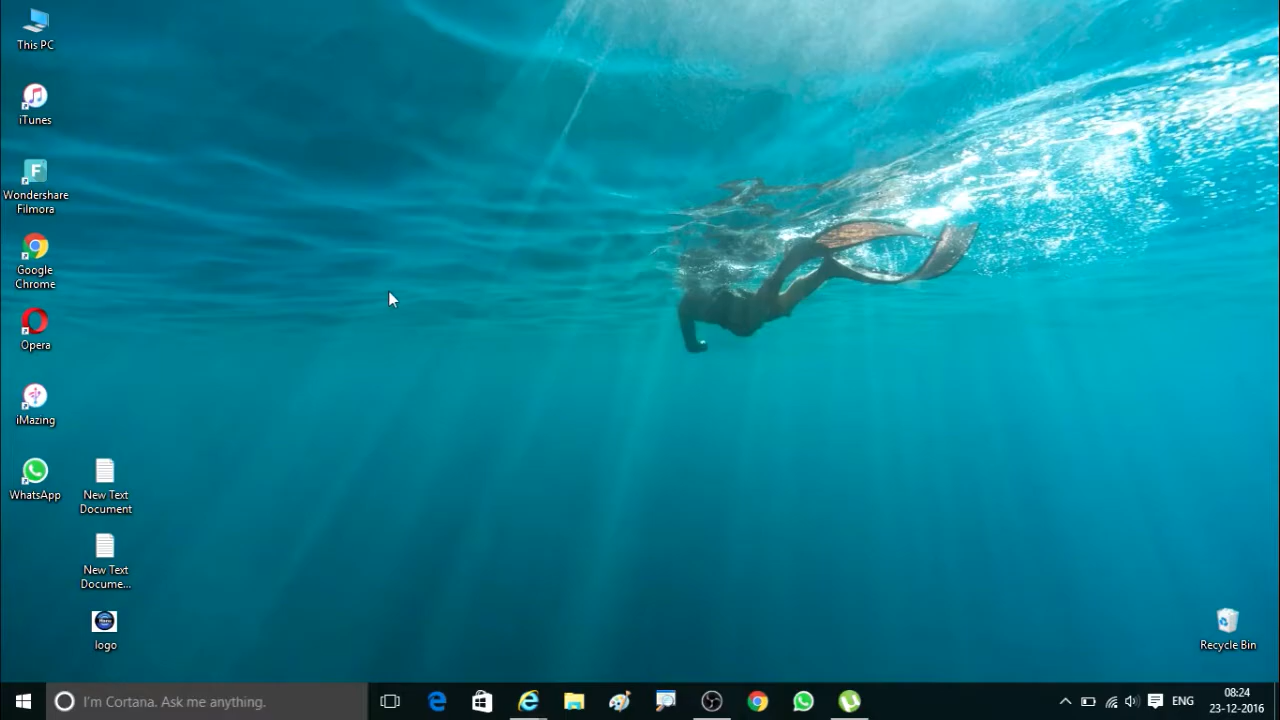 This PC
iTunes
Wondershare
Filmora
Google
Chrome
Opera
iMazing
WhatsApp
New Text
Document
New Text
Docume...
logo
Recycle Bin
I'm Cortana. Ask me anything.
ENG
08:24
23-12-2016